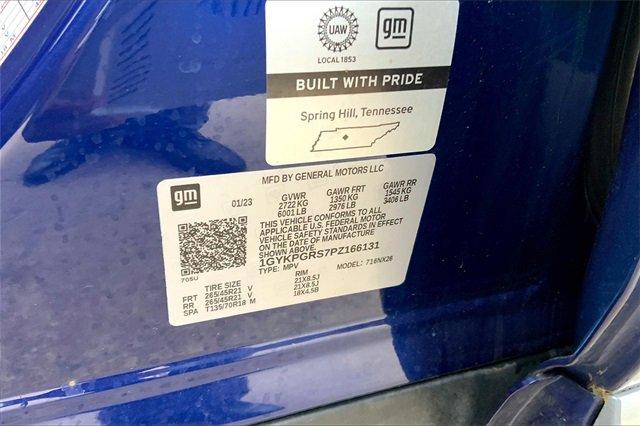 UAW
LOCAL 1853
gm
BUILT WITH PRIDE
Spring Hill, Tennessee
MFD BY GENERAL MOTORS LLC
gm
01/23
GVWR GAWR FRT GAWR RR
2722 KG 1350 KG 1545 KG
6001 LB 2976 LB 3406 LB
THIS VEHICLE CONFORMS TO ALL
APPLICABLE U.S. FEDERAL MOTOR
VEHICLE SAFETY STANDARDS IN EFFECT
ON THE DATE OF MANUFACTURE
SHOWN ABOVE.
1GYKPGRS7PZ166131
TYPE: MPV MODEL: 716NX26
705U
TIRE SIZE RIM
FRT 265/45R21 V 21X8.5J
RR 265/45R21 V 21X8.5J
SPA T135/70R18 M 18X4.5B